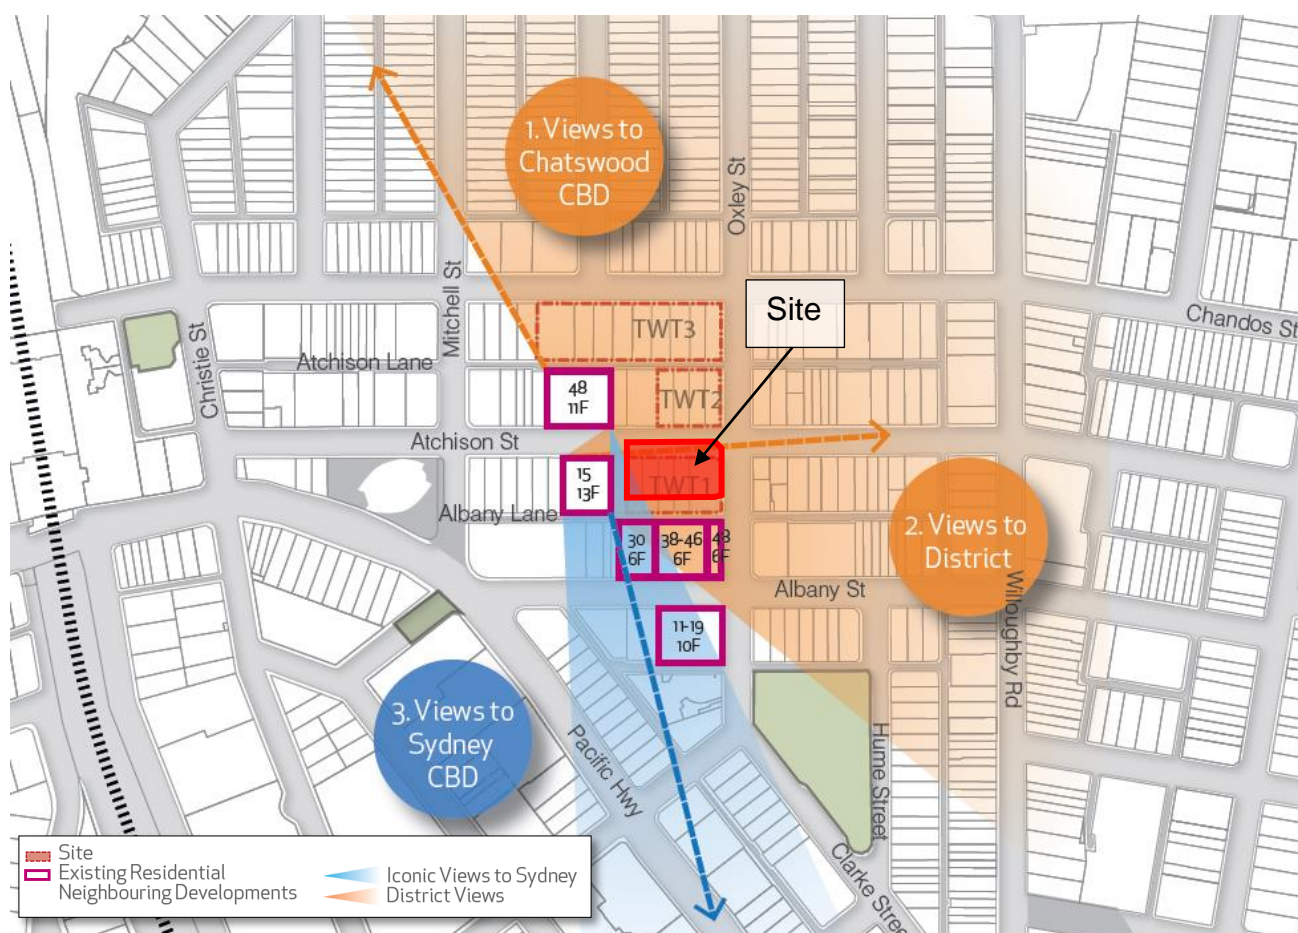 1. Views to
Chatswood
CBD
Oxley St
Mitchell St
Site
Chandos St
TWT3
Christie St
Atchison Lane
48
11F
TWT2
Atchison St
15
13F
TWT1
Albany Lane
2. Views to
District
30
6F
38-46
6F
48
6F
Albany St
Willoughby Rd
11-19
10F
3. Views to
Sydney
CBD
Pacific Hwy
Hume Street
Clarke Street
Site
Existing Residential
Neighbouring Developments
Iconic Views to Sydney
District Views